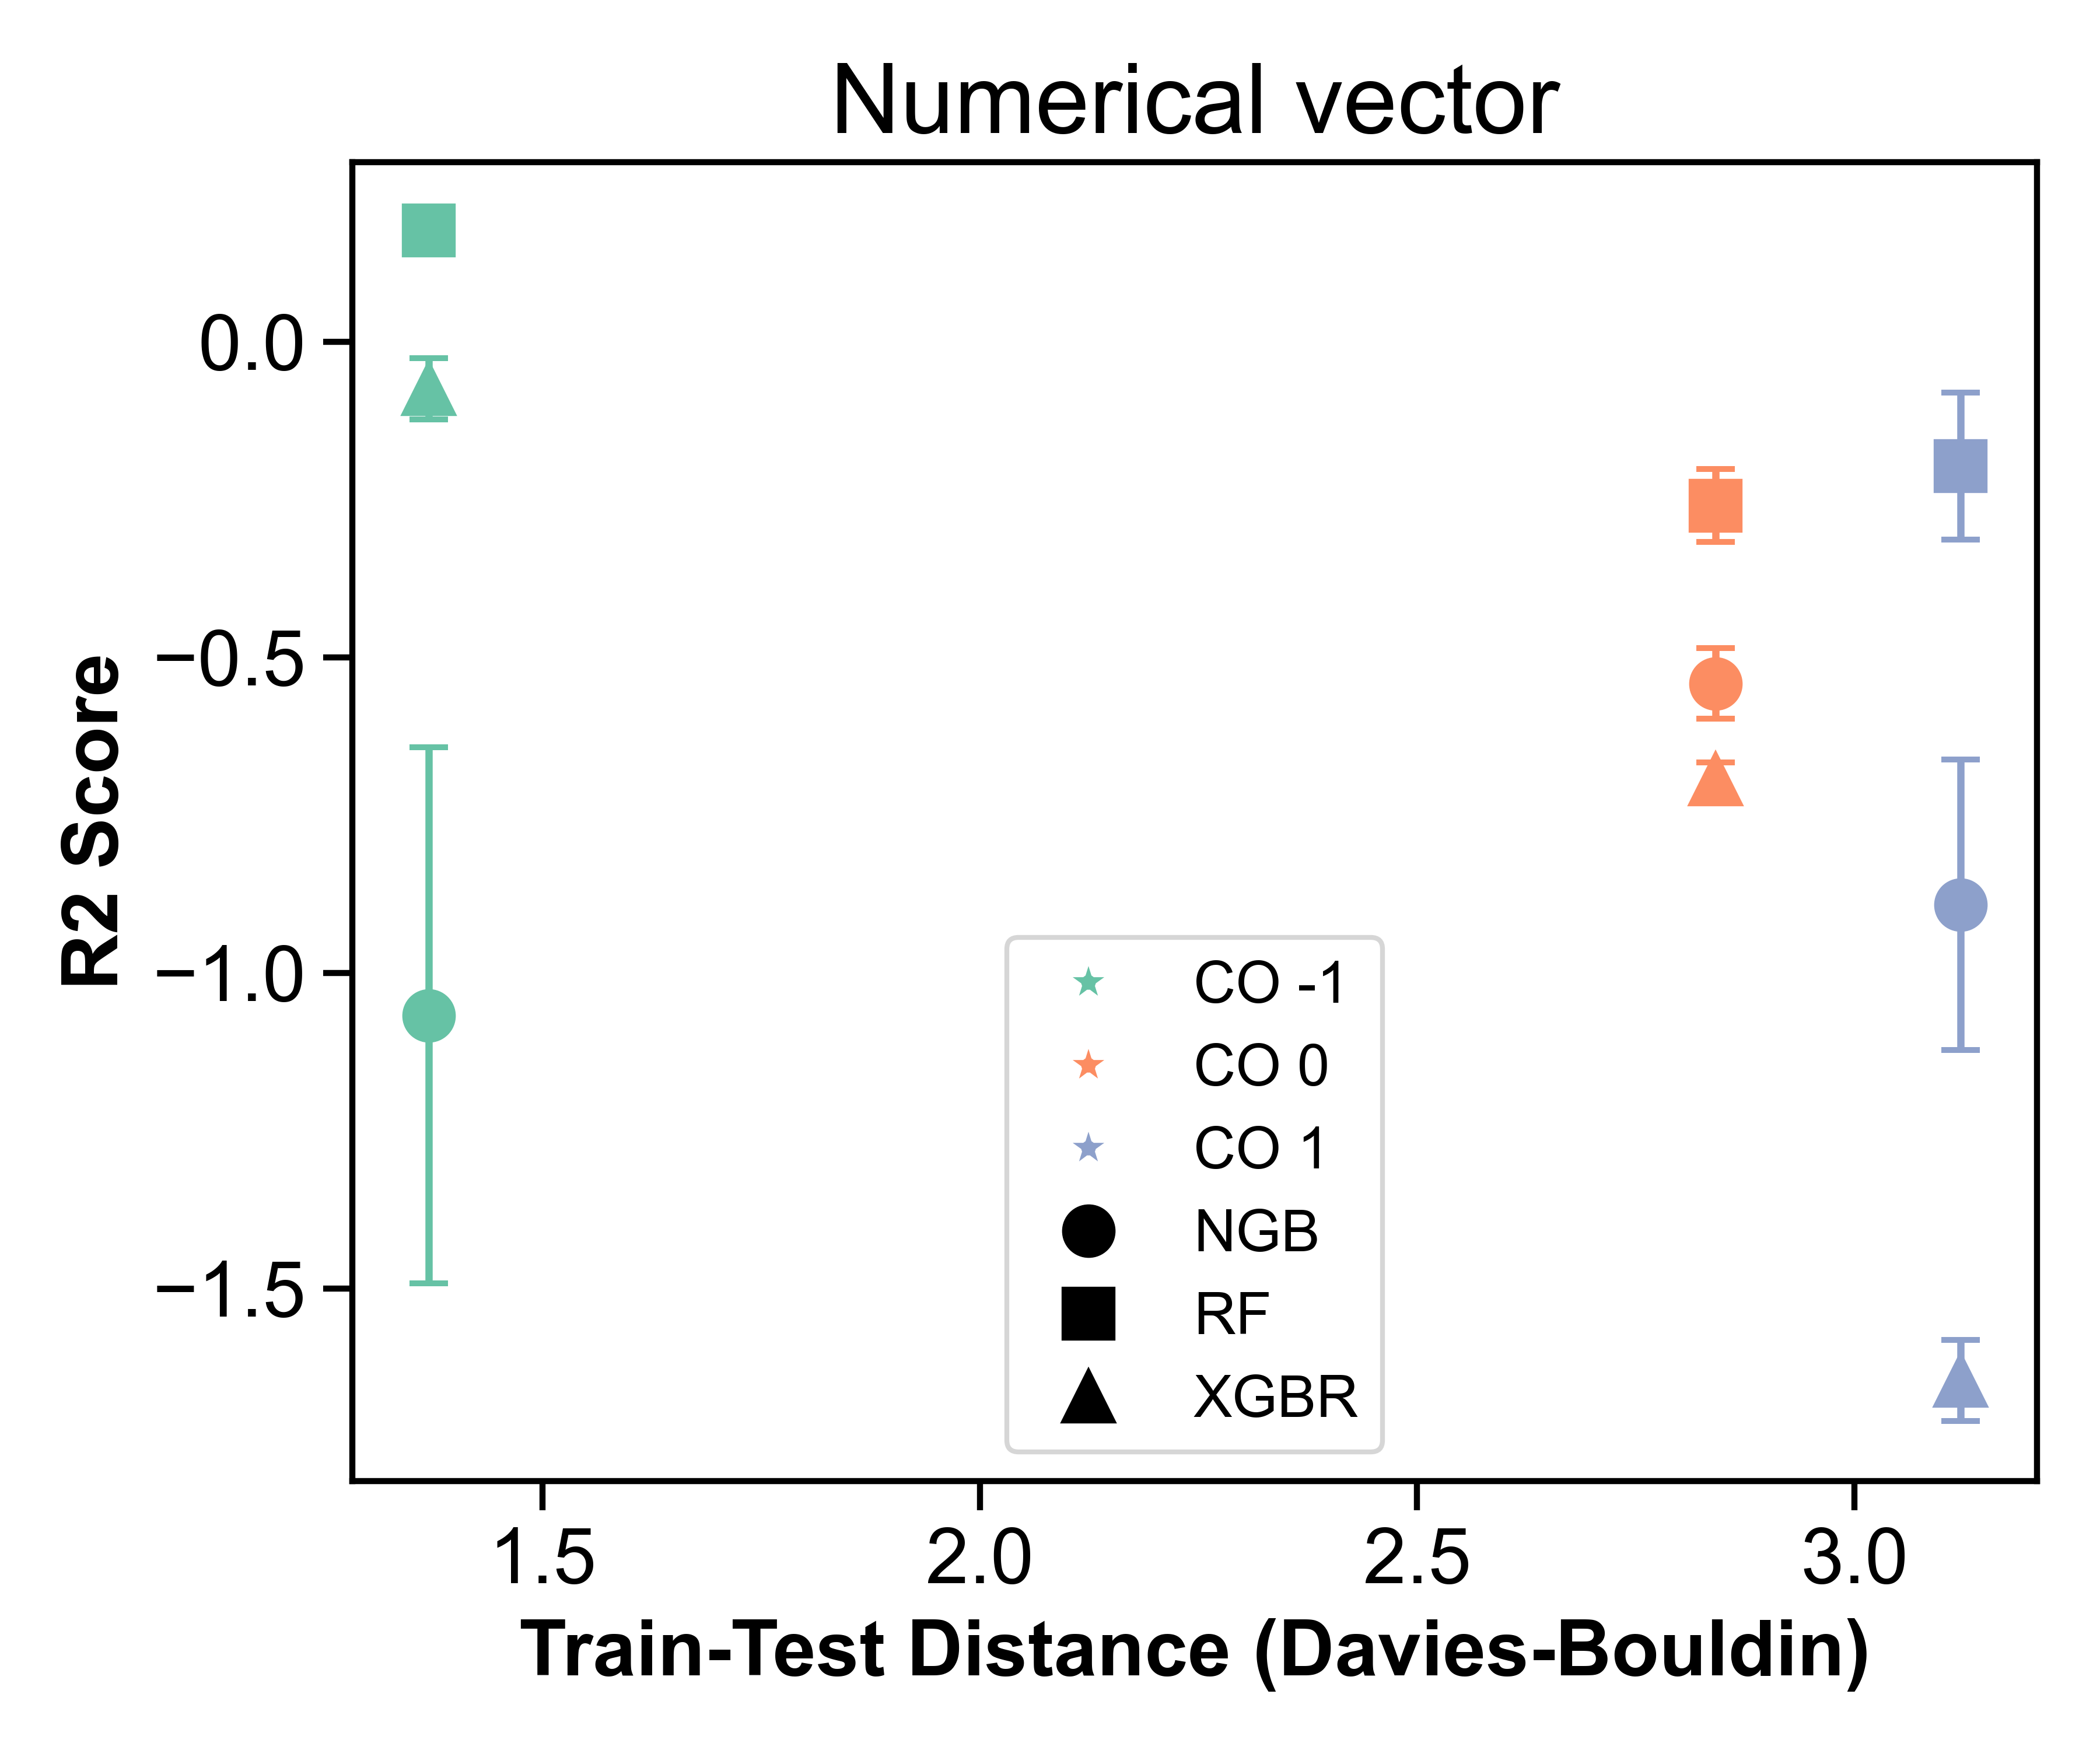 Numerical vector
0.0
−0.5
−1.0
−1.5
R2 Score
CO -1
CO 0
CO 1
NGB
RF
XGBR
1.5 2.0 2.5 3.0
Train-Test Distance (Davies-Bouldin)